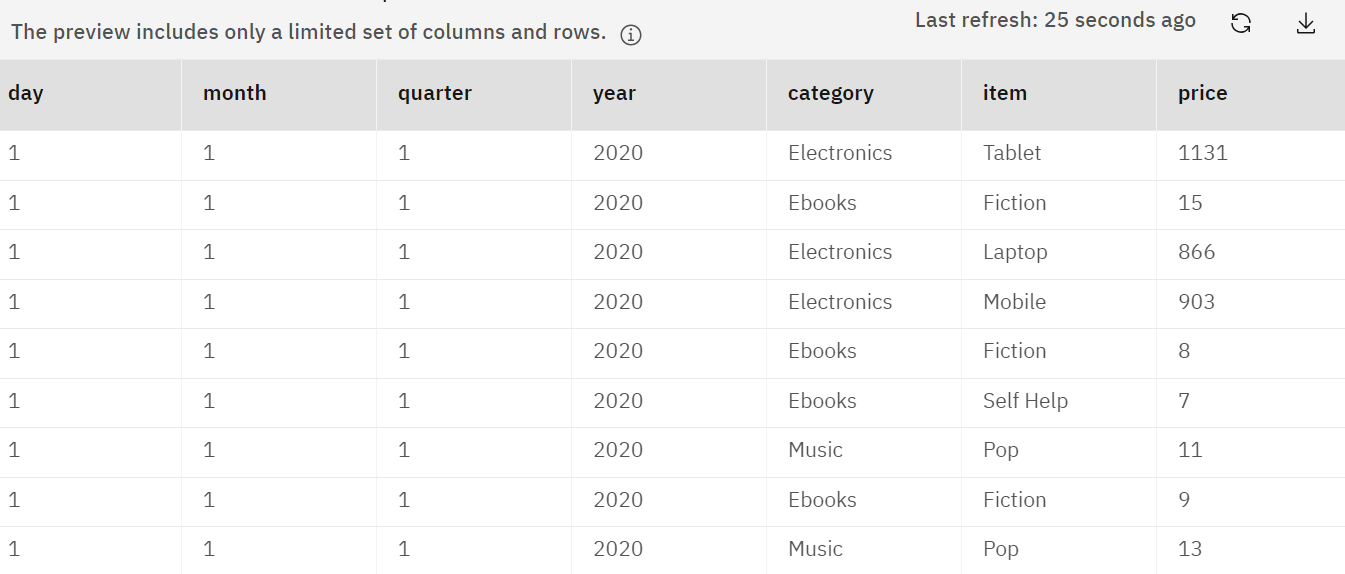 The preview includes only a limited set of columns and rows. Last refresh: 25 seconds ago
day month quarter year category item price
1 1 1 2020 Electronics Tablet 1131
1 1 1 2020 Ebooks Fiction 15
1 1 1 2020 Electronics Laptop 866
1 1 1 2020 Electronics Mobile 903
1 1 1 2020 Ebooks Fiction 8
1 1 1 2020 Ebooks Self Help 7
1 1 1 2020 Music Pop 11
1 1 1 2020 Ebooks Fiction 9
1 1 1 2020 Music Pop 13